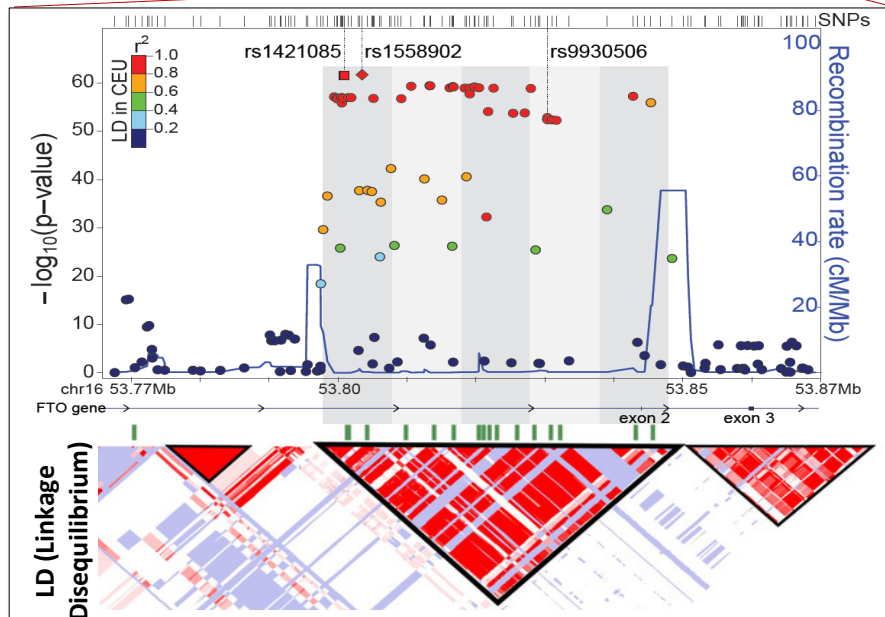 SNPs
r²
1.0
0.8
0.6
0.4
0.2
LD in CEU
rs1421085
rs1558902
rs9930506
60
50
40
30
20
10
0
−log10(p−value)
100
80
60
40
20
0
Recombination rate (cM/Mb)
chr16 53.77Mb 53.80 53.85 53.87Mb
FTO gene
exon 2
exon 3
LD (Linkage
Disequilibrium)